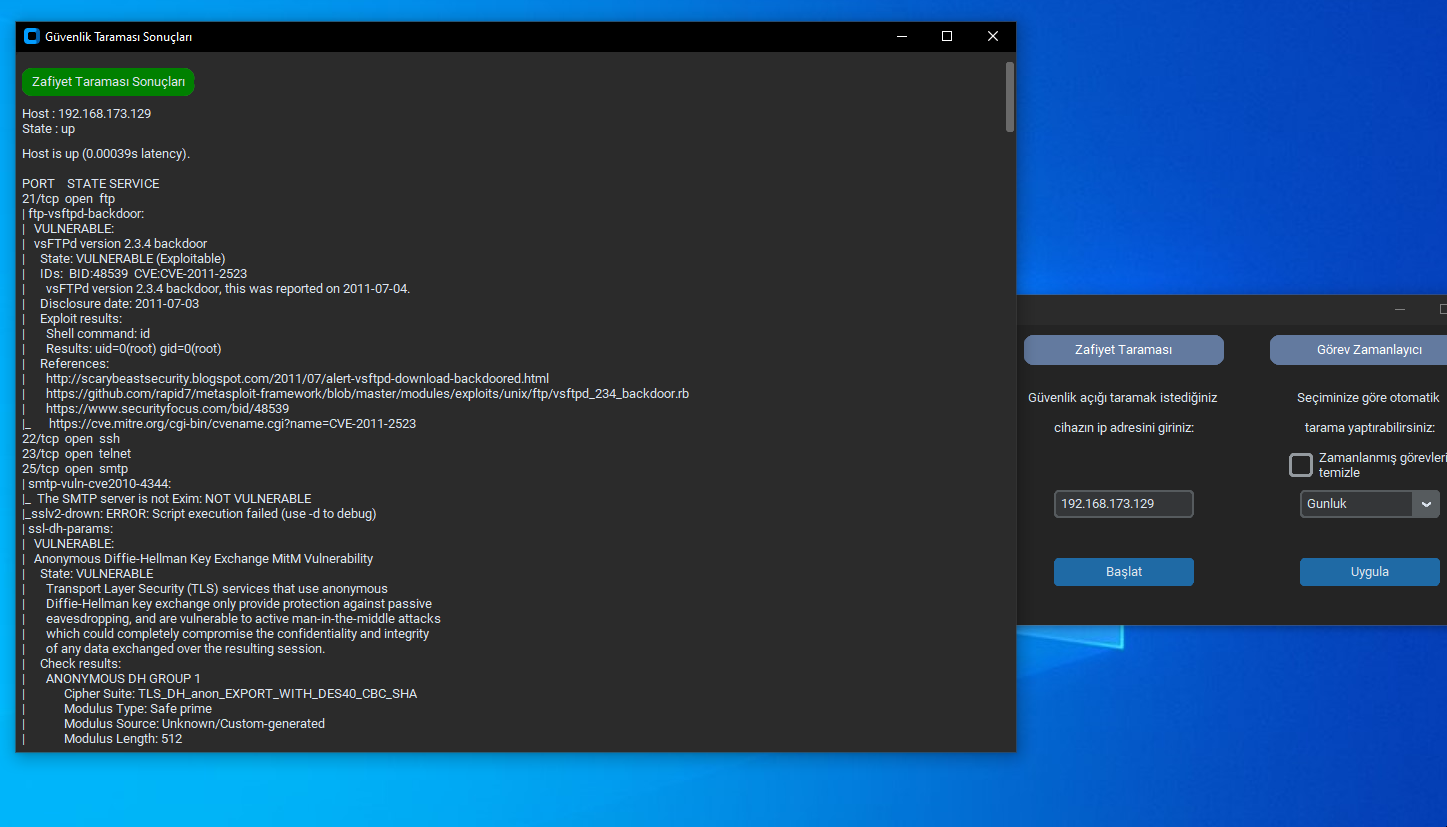 Güvenlik Taraması Sonuçları
Zafiyet Taraması Sonuçları
Host : 192.168.173.129
State : up
Host is up (0.00039s latency).
PORT    STATE SERVICE
21/tcp  open  ftp
| ftp-vsftpd-backdoor:
|   VULNERABLE:
|   vsFTPd version 2.3.4 backdoor
|     State: VULNERABLE (Exploitable)
|     IDs:  BID:48539  CVE:CVE-2011-2523
|       vsFTPd version 2.3.4 backdoor, this was reported on 2011-07-04.
|     Disclosure date: 2011-07-03
|     Exploit results:
|       Shell command: id
|       Results: uid=0(root) gid=0(root)
|     References:
|       http://scarybeastsecurity.blogspot.com/2011/07/alert-vsftpd-download-backdoored.html
|       https://github.com/rapid7/metasploit-framework/blob/master/modules/exploits/unix/ftp/vsftpd_234_backdoor.rb
|       https://www.securityfocus.com/bid/48539
|_      https://cve.mitre.org/cgi-bin/cvename.cgi?name=CVE-2011-2523
22/tcp  open  ssh
23/tcp  open  telnet
25/tcp  open  smtp
| smtp-vuln-cve2010-4344:
|_  The SMTP server is not Exim: NOT VULNERABLE
|_sslv2-drown: ERROR: Script execution failed (use -d to debug)
| ssl-dh-params:
|   VULNERABLE:
|   Anonymous Diffie-Hellman Key Exchange MitM Vulnerability
|     State: VULNERABLE
|       Transport Layer Security (TLS) services that use anonymous
|       Diffie-Hellman key exchange only provide protection against passive
|       eavesdropping, and are vulnerable to active man-in-the-middle attacks
|       which could completely compromise the confidentiality and integrity
|       of any data exchanged over the resulting session.
|     Check results:
|       ANONYMOUS DH GROUP 1
|             Cipher Suite: TLS_DH_anon_EXPORT_WITH_DES40_CBC_SHA
|             Modulus Type: Safe prime
|             Modulus Source: Unknown/Custom-generated
|             Modulus Length: 512
Zafiyet Taraması
Güvenlik açığı taramak istediğiniz
cihazın ip adresini giriniz:
192.168.173.129
Başlat
Görev Zamanlayıcı
Seçiminize göre otomatik
tarama yaptırabilirsiniz:
Zamanlanmış görevleri
temizle
Gunluk
Uygula